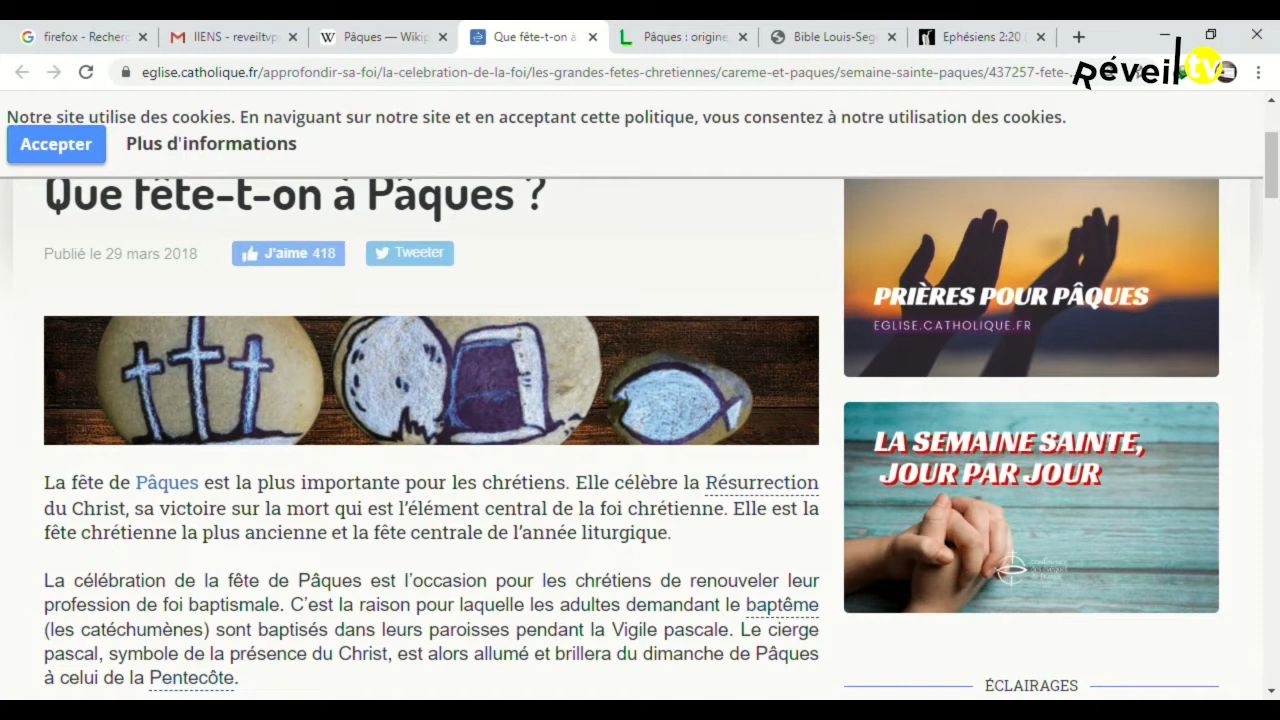 firefox - Recherc
IIENS - reveiltvp
Pâques — Wikip
Que fête-t-on à
Pâques : origine
Bible Louis-Seg
Ephésiens 2:20
eglise.catholique.fr/approfondir-sa-foi/la-celebration-de-la-foi/les-grandes-fetes-chretiennes/careme-et-paques/semaine-sainte-paques/437257-fete-...
Réveil tv
Notre site utilise des cookies. En naviguant sur notre site et en acceptant cette politique, vous consentez à notre utilisation des cookies.
Accepter Plus d'informations
Que fête-t-on à Pâques ?
Publié le 29 mars 2018 J'aime 418 Tweeter
La fête de Pâques est la plus importante pour les chrétiens. Elle célèbre la Résurrection
du Christ, sa victoire sur la mort qui est l'élément central de la foi chrétienne. Elle est la
fête chrétienne la plus ancienne et la fête centrale de l'année liturgique.
La célébration de la fête de Pâques est l'occasion pour les chrétiens de renouveler leur
profession de foi baptismale. C'est la raison pour laquelle les adultes demandant le baptême
(les catéchumènes) sont baptisés dans leurs paroisses pendant la Vigile pascale. Le cierge
pascal, symbole de la présence du Christ, est alors allumé et brillera du dimanche de Pâques
à celui de la Pentecôte.
PRIÈRES POUR PÂQUES
EGLISE.CATHOLIQUE.FR
LA SEMAINE SAINTE,
JOUR PAR JOUR
ÉCLAIRAGES